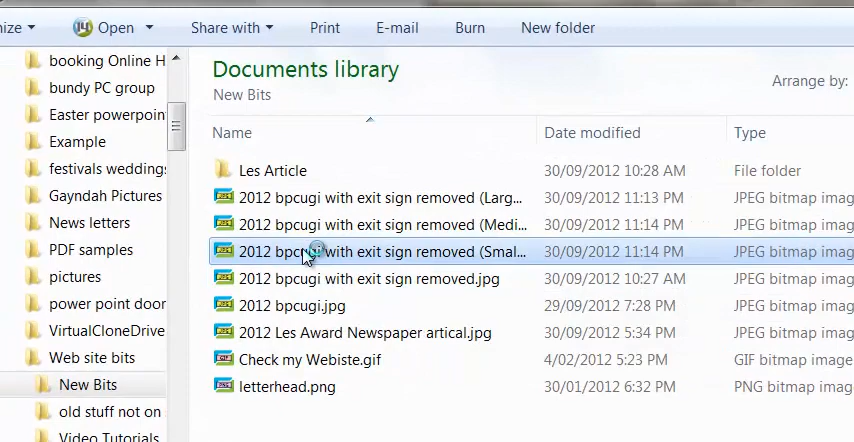 nize Open Share with Print E-mail Burn New folder
booking Online H
bundy PC group
Easter powerpoin
Example
festivals weddings
Gayndah Pictures
News letters
PDF samples
pictures
power point door
VirtualCloneDrive
Web site bits
New Bits
old stuff not on
Video Tutorials
Documents library
New Bits
Arrange by:
Name Date modified Type
Les Article 30/09/2012 10:28 AM File folder
2012 bpcugi with exit sign removed (Larg... 30/09/2012 11:13 PM JPEG bitmap imag
2012 bpcugi with exit sign removed (Medi... 30/09/2012 11:14 PM JPEG bitmap imag
2012 bpcugi with exit sign removed (Smal... 30/09/2012 11:14 PM JPEG bitmap imag
2012 bpcugi with exit sign removed.jpg 30/09/2012 10:27 AM JPEG bitmap imag
2012 bpcugi.jpg 29/09/2012 7:28 PM JPEG bitmap imag
2012 Les Award Newspaper artical.jpg 30/09/2012 5:34 PM JPEG bitmap imag
Check my Webiste.gif 4/02/2012 5:23 PM GIF bitmap image
letterhead.png 30/01/2012 6:32 PM PNG bitmap imag